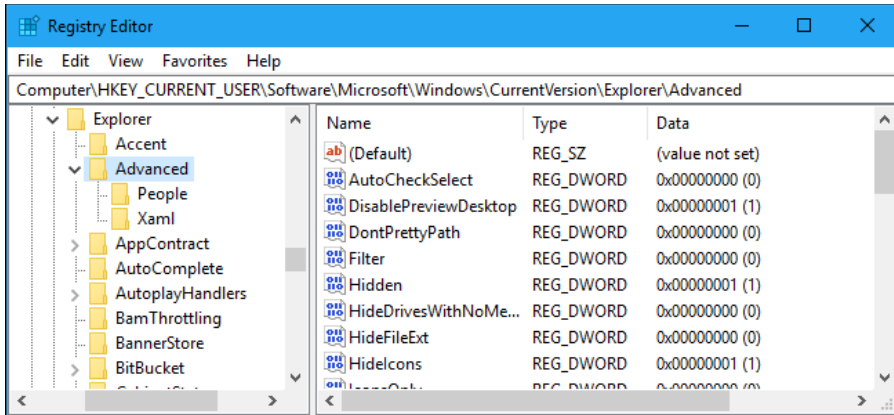 Registry Editor
File Edit View Favorites Help
Computer\HKEY_CURRENT_USER\Software\Microsoft\Windows\CurrentVersion\Explorer\Advanced
Explorer
Accent
Advanced
People
Xaml
AppContract
AutoComplete
AutoplayHandlers
BamThrottling
BannerStore
BitBucket
Name Type Data
(Default) REG_SZ (value not set)
AutoCheckSelect REG_DWORD 0x00000000 (0)
DisablePreviewDesktop REG_DWORD 0x00000001 (1)
DontPrettyPath REG_DWORD 0x00000000 (0)
Filter REG_DWORD 0x00000000 (0)
Hidden REG_DWORD 0x00000001 (1)
HideDrivesWithNoMe... REG_DWORD 0x00000000 (0)
HideFileExt REG_DWORD 0x00000000 (0)
HideIcons REG_DWORD 0x00000001 (1)